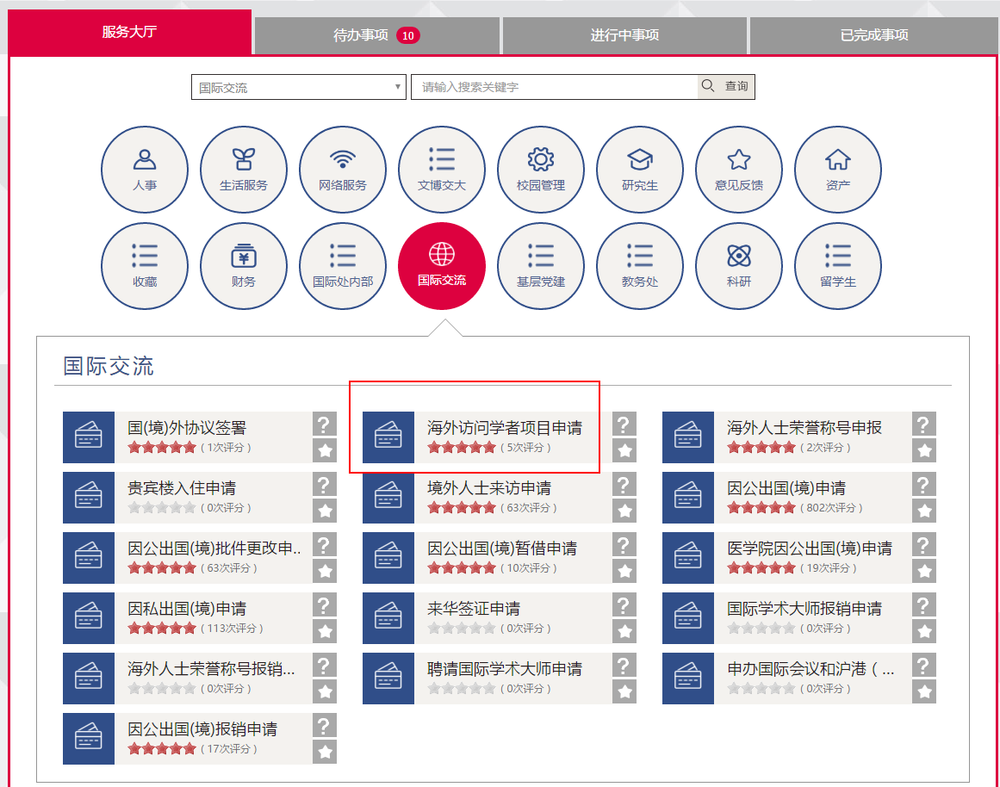 服务大厅
待办事项 10
进行中事项
已完成事项
国际交流
请输入搜索关键字
查询
人事
生活服务
网络服务
文博交大
校园管理
研究生
意见反馈
资产
收藏
财务
国际处内部
国际交流
基层党建
教务处
科研
留学生
国际交流
国(境)外协议签署
( 1次评分 )
海外访问学者项目申请
( 5次评分 )
海外人士荣誉称号申报
( 2次评分 )
贵宾楼入住申请
( 0次评分 )
境外人士来访申请
( 63次评分 )
因公出国(境)申请
( 802次评分 )
因公出国(境)批件更改申..
( 63次评分 )
因公出国(境)暂借申请
( 10次评分 )
医学院因公出国(境)申请
( 19次评分 )
因私出国(境)申请
( 113次评分 )
来华签证申请
( 0次评分 )
国际学术大师报销申请
( 0次评分 )
海外人士荣誉称号报销...
( 0次评分 )
聘请国际学术大师申请
( 0次评分 )
申办国际会议和沪港（ ...
( 0次评分 )
因公出国(境)报销申请
( 17次评分 )